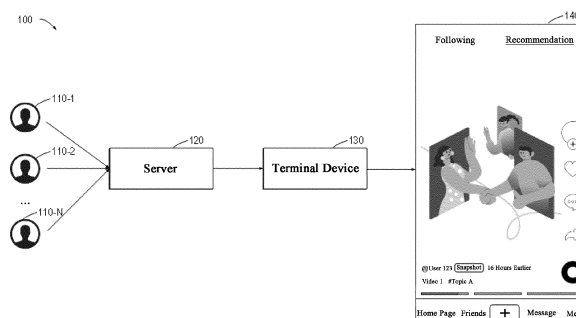 100
140
Following Recommendation
110-1
110-2
...
110-N
120
Server
130
Terminal Device
@User 123 Snapshot 16 Hours Earlier
Video 1 #Topic A
Home Page Friends + Message Me